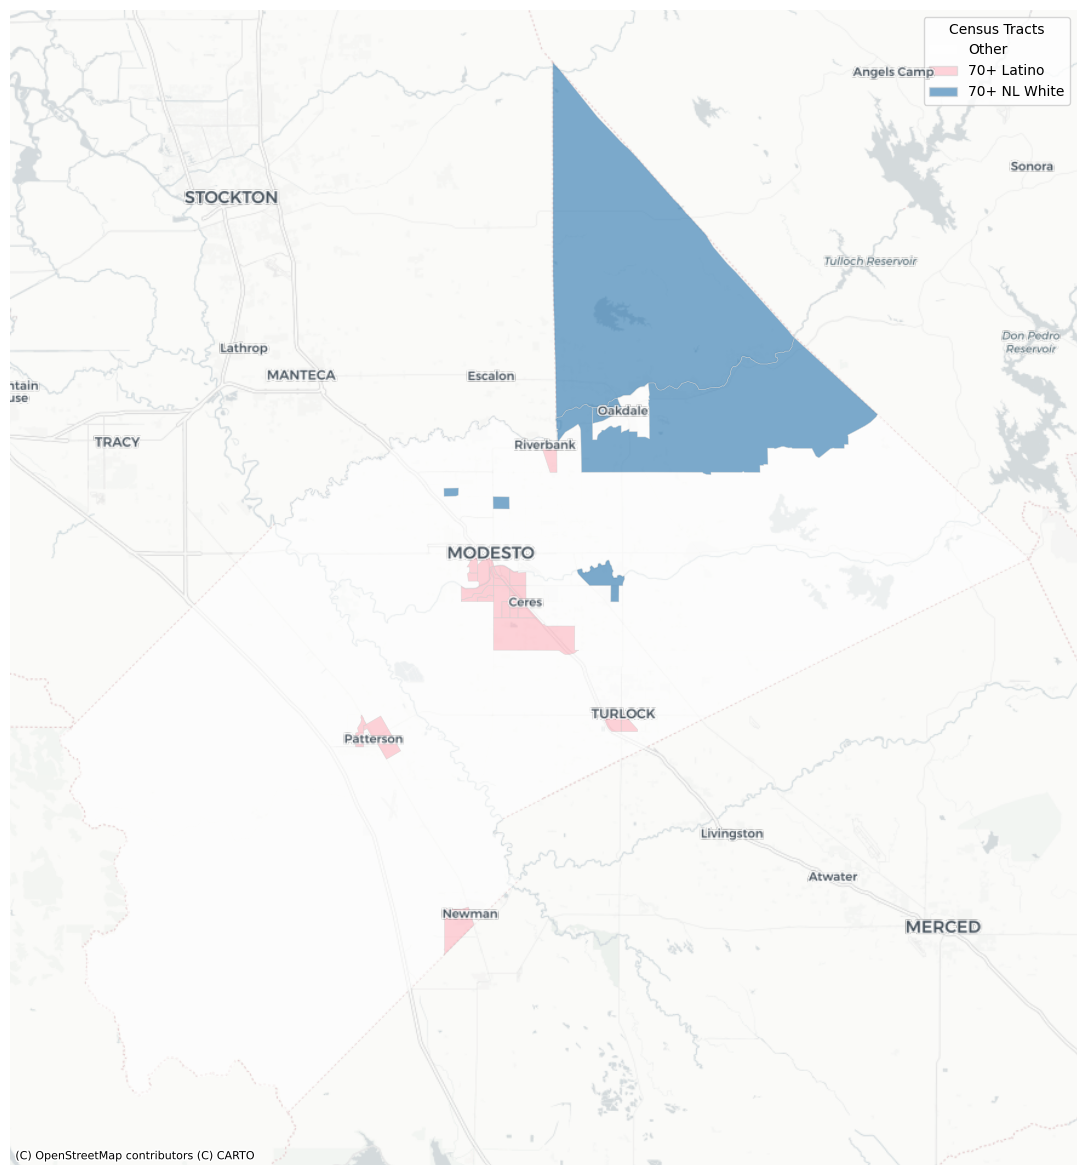 Census Tracts
Other
70+ Latino
70+ NL White
Angels Camp
Sonora
STOCKTON
Tulloch Reservoir
Don Pedro
Reservoir
Lathrop
MANTECA
Escalon
ntain
use
Oakdale
TRACY
Riverbank
MODESTO
Ceres
TURLOCK
Patterson
Livingston
Atwater
Newman
MERCED
(C) OpenStreetMap contributors (C) CARTO